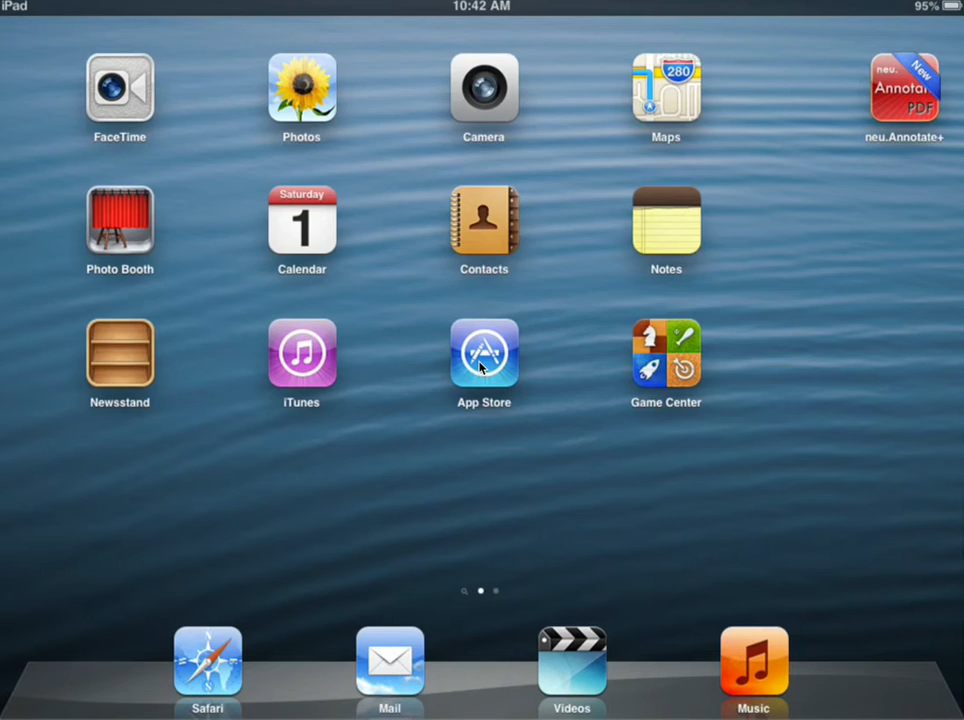 iPad 10:42 AM 95%
280
neu.
Annotat
New
PDF
FaceTime Photos Camera Maps neu.Annotate+
Saturday
1
Photo Booth Calendar Contacts Notes
Newsstand iTunes App Store Game Center
N
S
Safari Mail Videos Music